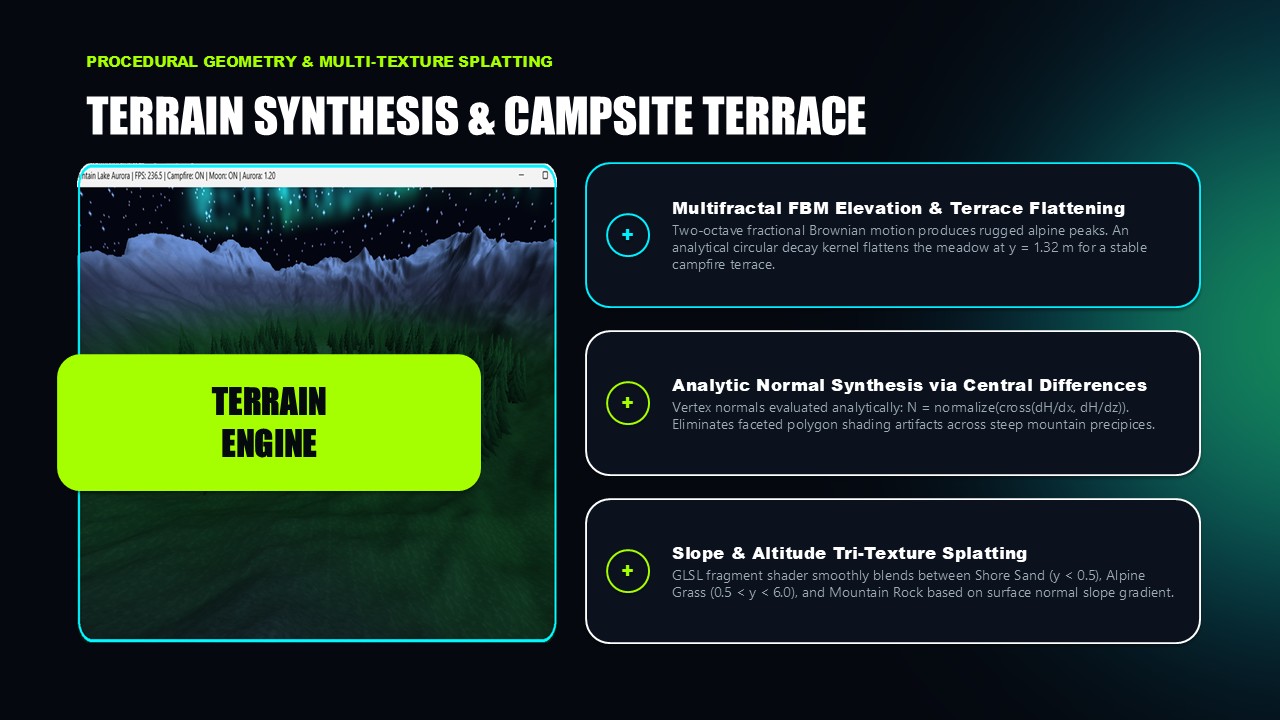 PROCEDURAL GEOMETRY & MULTI-TEXTURE SPLATTING
TERRAIN SYNTHESIS & CAMPSITE TERRACE
ntain Lake Aurora | FPS: 236.5 | Campfire: ON | Moon: ON | Aurora: 1.20
TERRAIN
ENGINE
+
Multifractal FBM Elevation & Terrace Flattening
Two-octave fractional Brownian motion produces rugged alpine peaks. An
analytical circular decay kernel flattens the meadow at y = 1.32 m for a stable
campfire terrace.
+
Analytic Normal Synthesis via Central Differences
Vertex normals evaluated analytically: N = normalize(cross(dH/dx, dH/dz)).
Eliminates faceted polygon shading artifacts across steep mountain precipices.
+
Slope & Altitude Tri-Texture Splatting
GLSL fragment shader smoothly blends between Shore Sand (y < 0.5), Alpine
Grass (0.5 < y < 6.0), and Mountain Rock based on surface normal slope gradient.